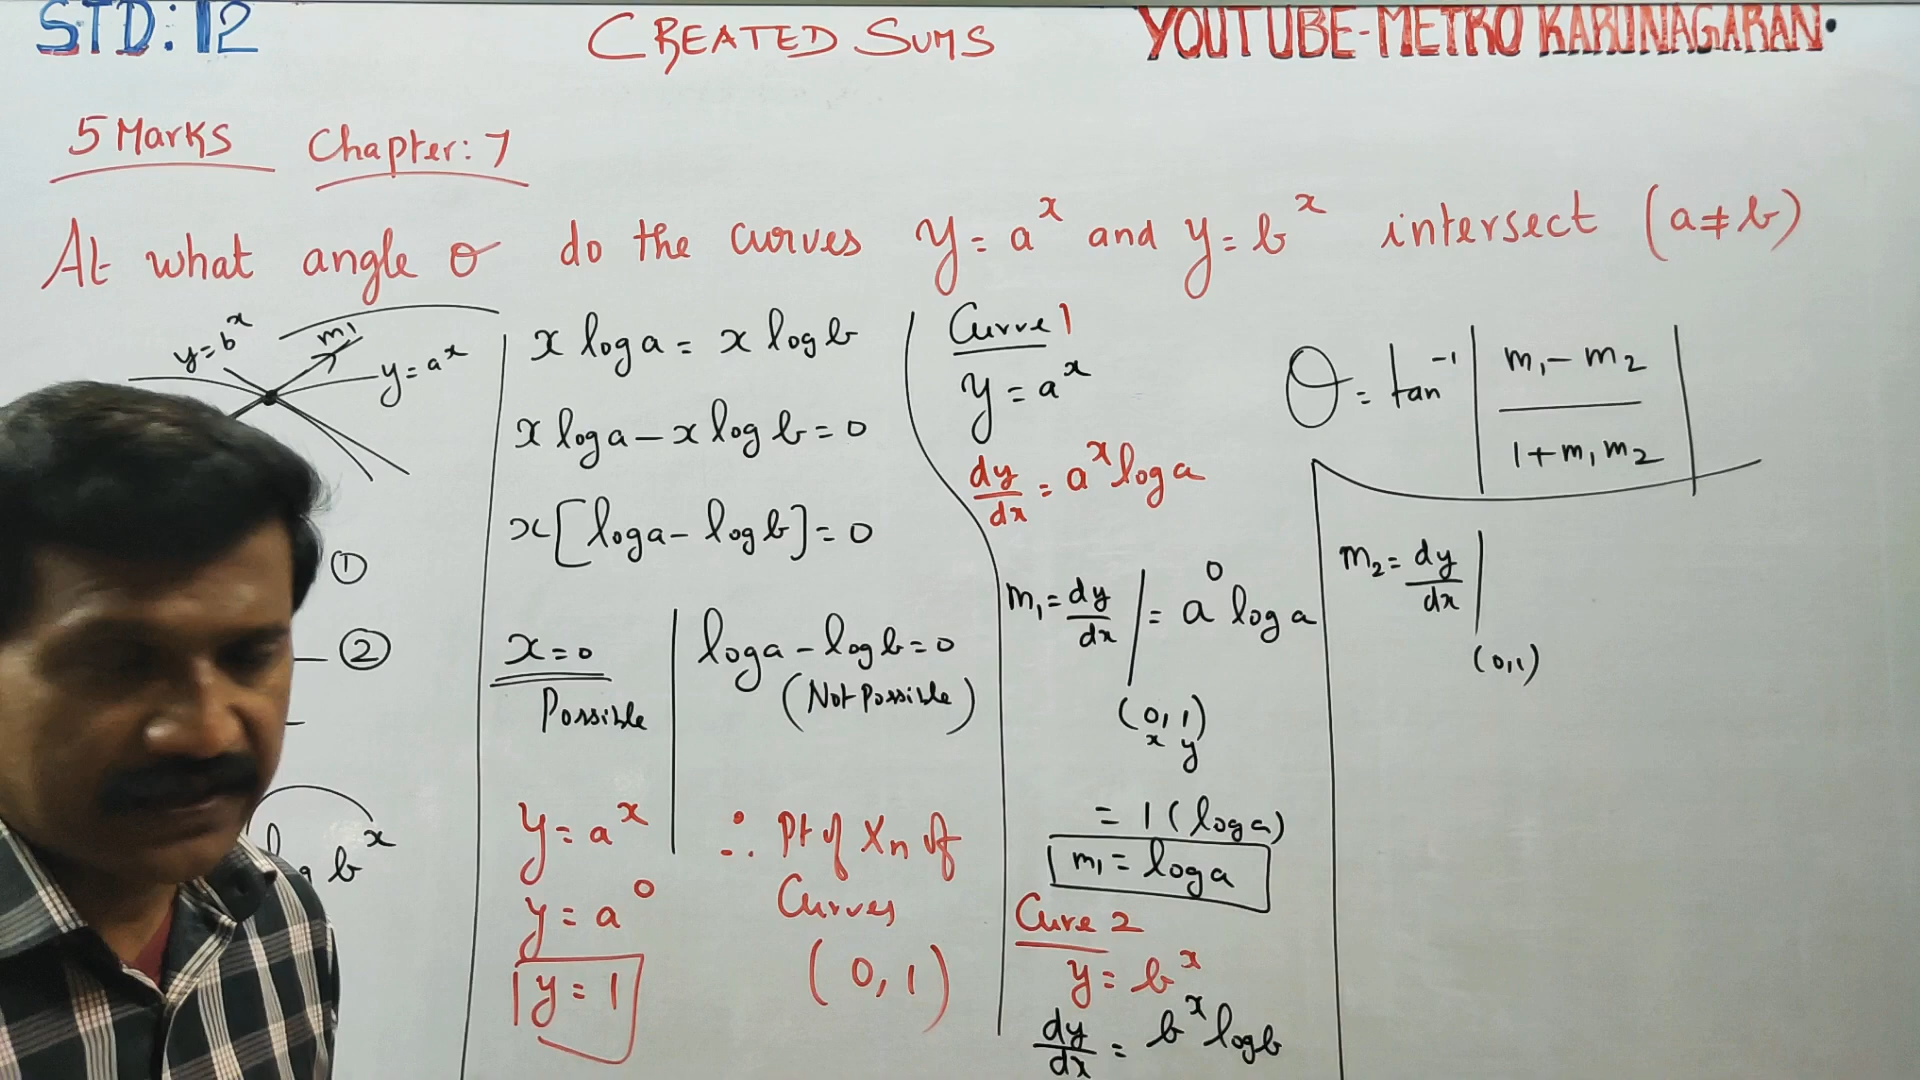 STD: 12
CREATED SUMS
YOUTUBE-METRO KARUNAGARAN.
5 Marks Chapter: 7
At what angle θ do the curves y = a^x and y = b^x intersect (a ≠ b)
y = b^x
m1
y = a^x
①
②
b^x
x log a = x log b
x log a - x log b = 0
x[log a - log b] = 0
x = 0
Possible
log a - log b = 0
(Not Possible)
y = a^x
y = a^0
y = 1
∴ Pt of Xn of
Curves
(0, 1)
Curve 1
y = a^x
dy/dx = a^x log a
m1 = dy/dx | = a^0 log a
(0, 1)
x y
= 1 (log a)
m1 = log a
Cure 2
y = b^x
dy/dx = b^x log b
θ = tan^-1 | (m1 - m2)/(1 + m1 m2) |
m2 = dy/dx |
(0,1)